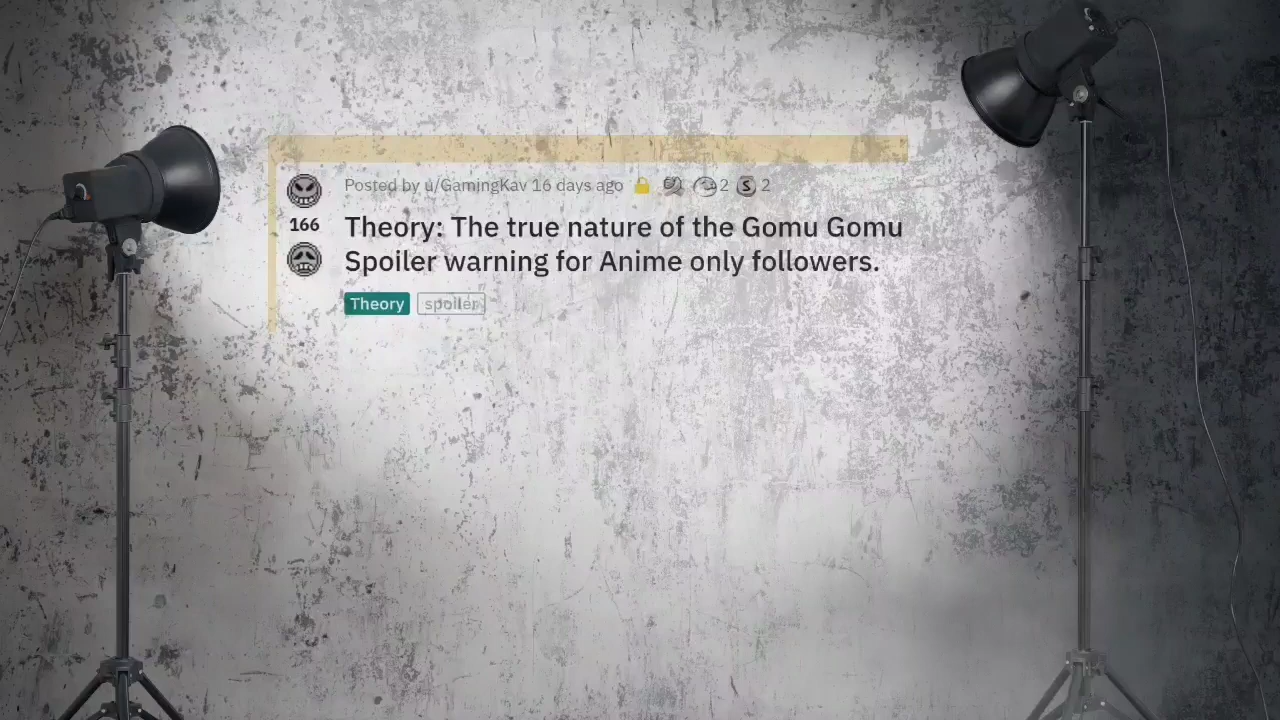 Posted by u/GamingKav 16 days ago 2 S 2
166
Theory: The true nature of the Gomu Gomu
Spoiler warning for Anime only followers.
Theory spoiler